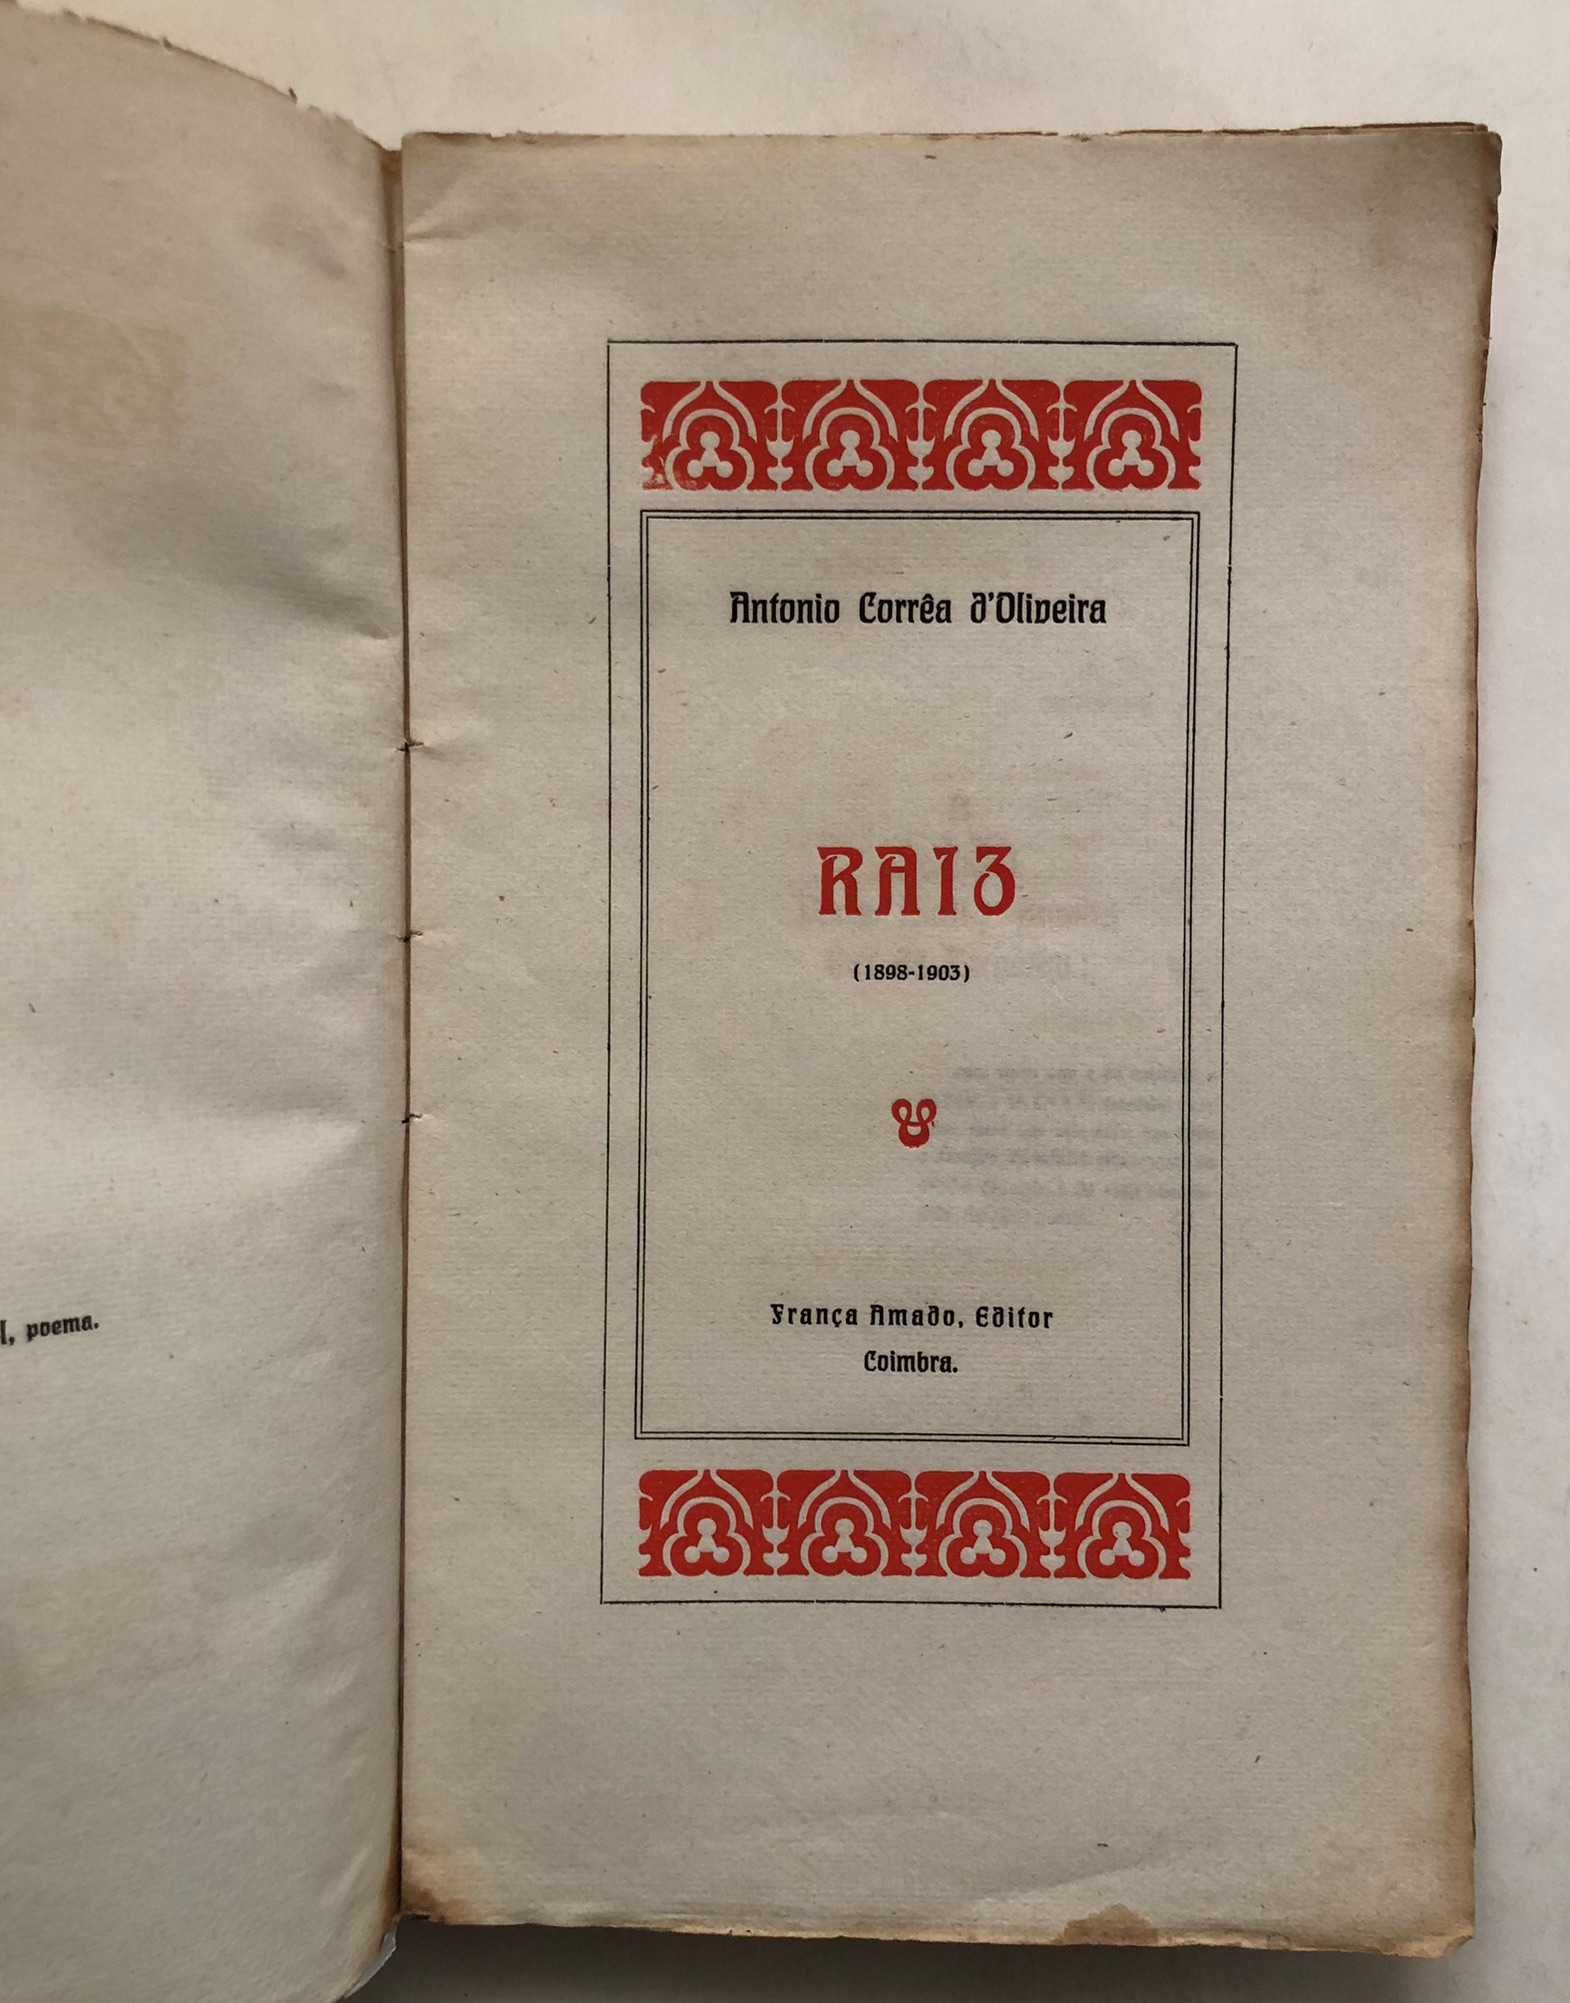 poema.
Antonio Corrêa d'Oliveira
RAIZ
(1898-1903)
França Amado, Editor
Coimbra.